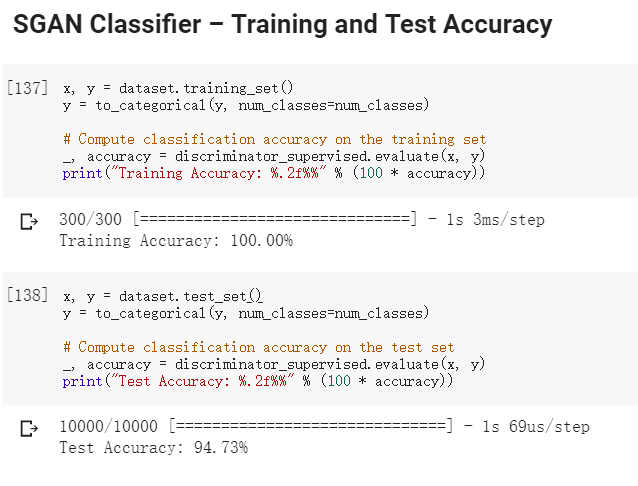 SGAN Classifier – Training and Test Accuracy
[137] x, y = dataset.training_set()
y = to_categorical(y, num_classes=num_classes)
# Compute classification accuracy on the training set
_, accuracy = discriminator_supervised.evaluate(x, y)
print("Training Accuracy: %.2f%%" % (100 * accuracy))
300/300 [==============================] - 1s 3ms/step
Training Accuracy: 100.00%
[138] x, y = dataset.test_set()
y = to_categorical(y, num_classes=num_classes)
# Compute classification accuracy on the test set
_, accuracy = discriminator_supervised.evaluate(x, y)
print("Test Accuracy: %.2f%%" % (100 * accuracy))
10000/10000 [==============================] - 1s 69us/step
Test Accuracy: 94.73%